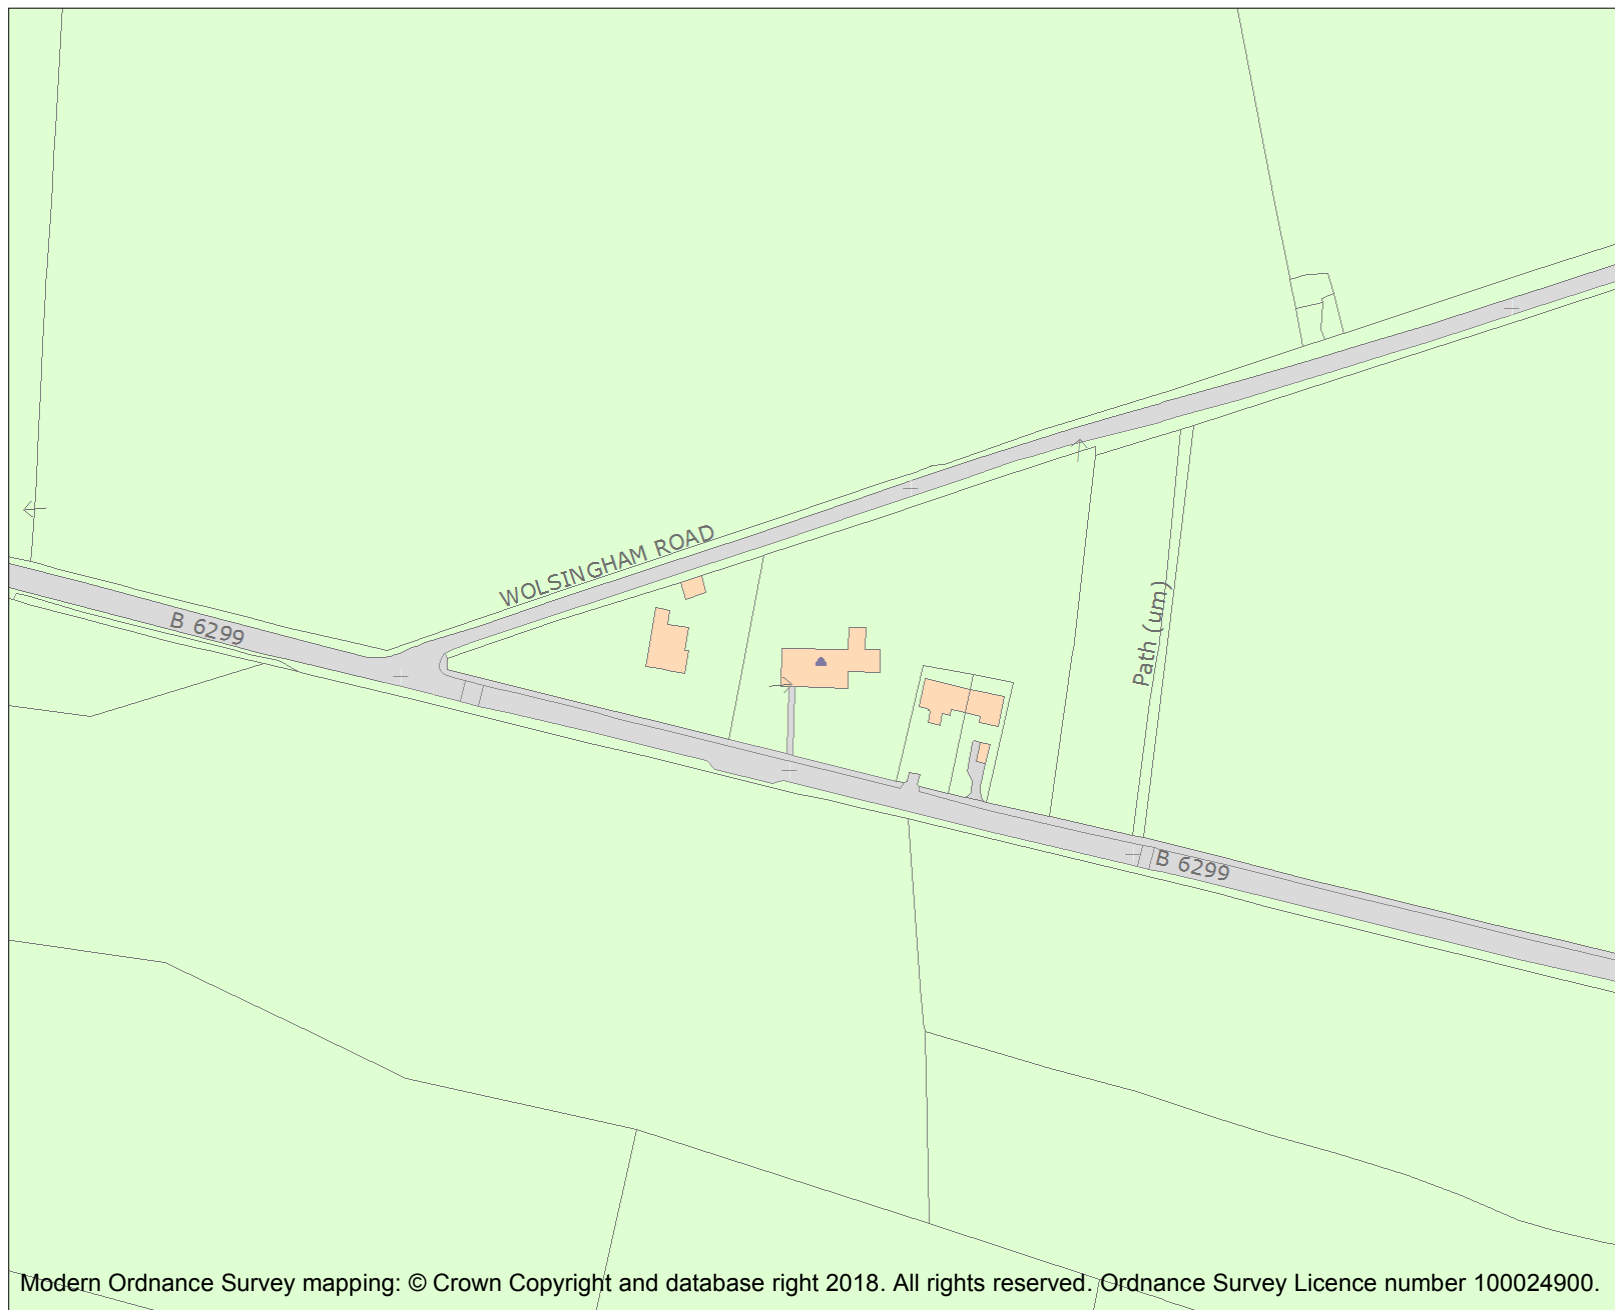 WOLSINGHAM ROAD
B 6299
Path (um)
B 6299
Modern Ordnance Survey mapping: © Crown Copyright and database right 2018. All rights reserved. Ordnance Survey Licence number 100024900.